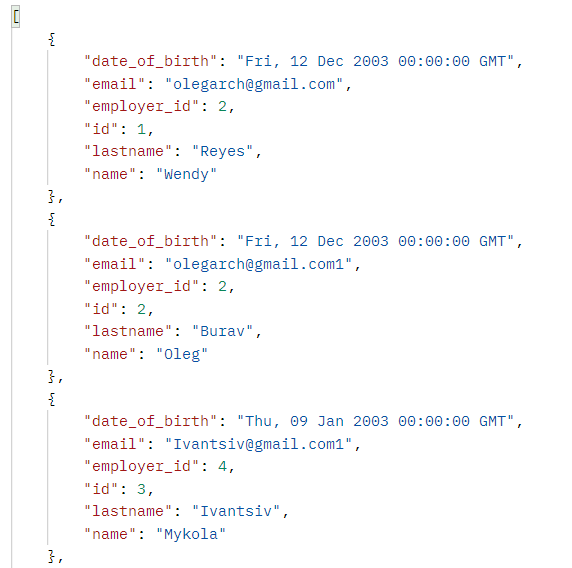 [
{
"date_of_birth": "Fri, 12 Dec 2003 00:00:00 GMT",
"email": "olegarch@gmail.com",
"employer_id": 2,
"id": 1,
"lastname": "Reyes",
"name": "Wendy"
},
{
"date_of_birth": "Fri, 12 Dec 2003 00:00:00 GMT",
"email": "olegarch@gmail.com1",
"employer_id": 2,
"id": 2,
"lastname": "Burav",
"name": "Oleg"
},
{
"date_of_birth": "Thu, 09 Jan 2003 00:00:00 GMT",
"email": "Ivantsiv@gmail.com1",
"employer_id": 4,
"id": 3,
"lastname": "Ivantsiv",
"name": "Mykola"
},